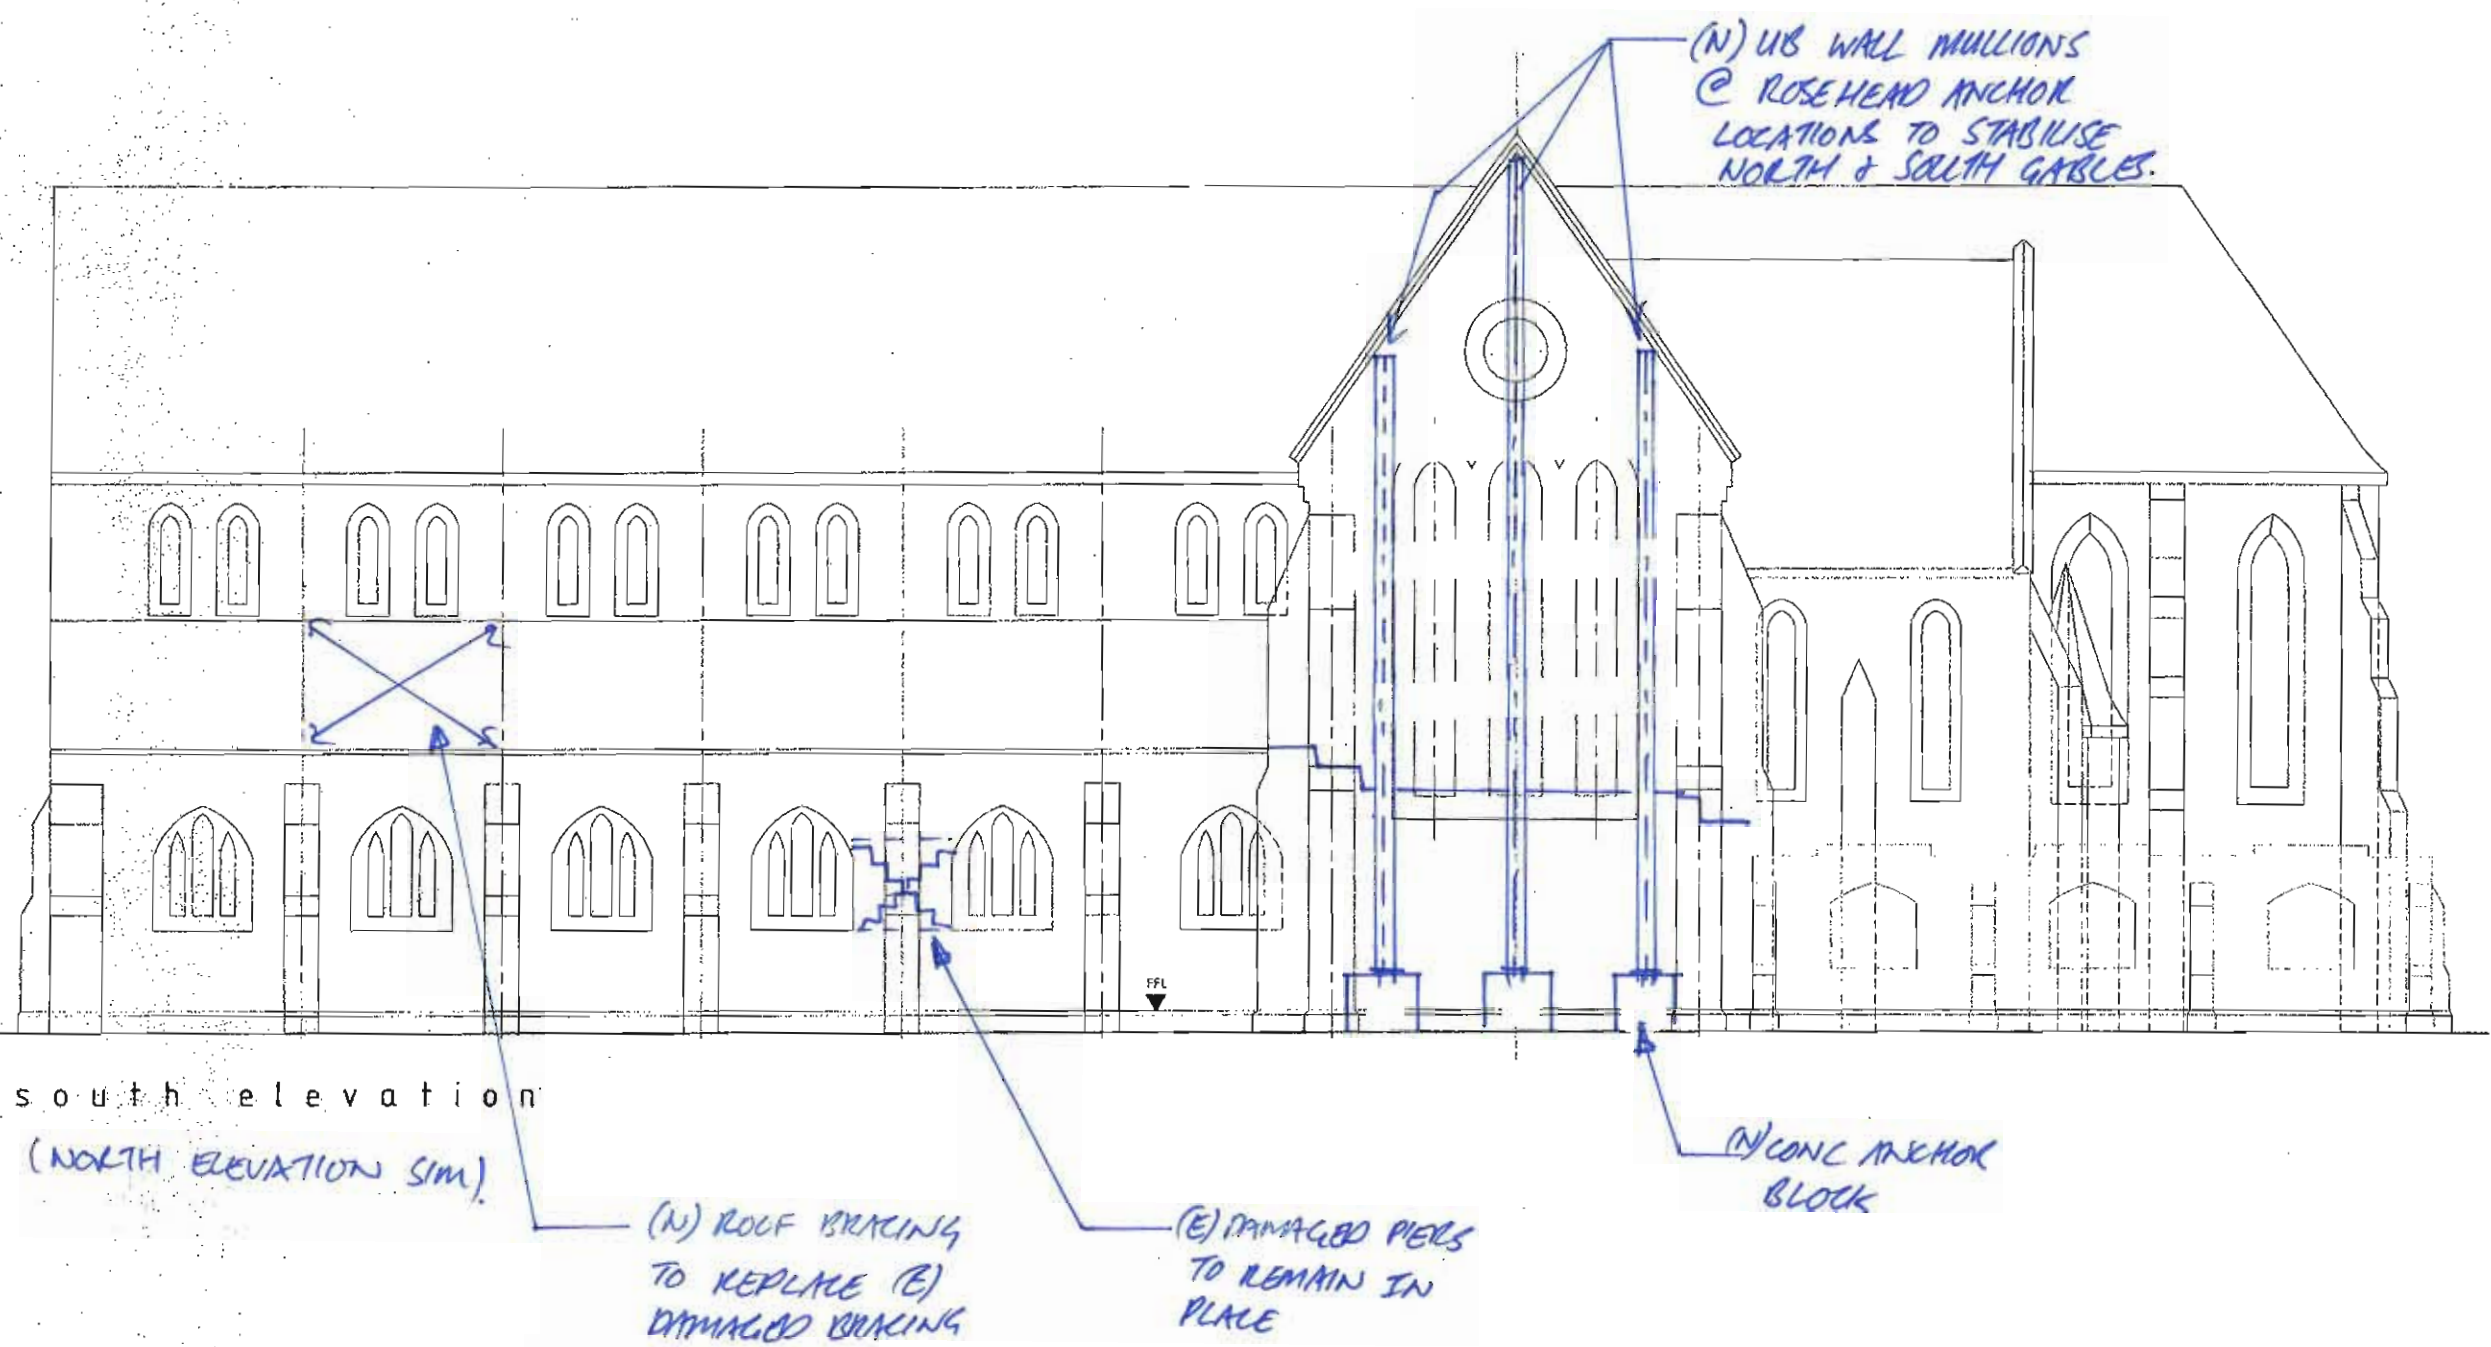 (N) UB WALL MULLIONS
@ ROSEHEAD ANCHOR
LOCATIONS TO STABILISE
NORTH & SOUTH GABLES.
FFL
south elevation
(NORTH ELEVATION SIM).
(N) ROOF BRACING
TO REPLACE (E)
DAMAGED BRACING
(E) DAMAGED PIERS
TO REMAIN IN
PLACE
(N) CONC ANCHOR
BLOCK